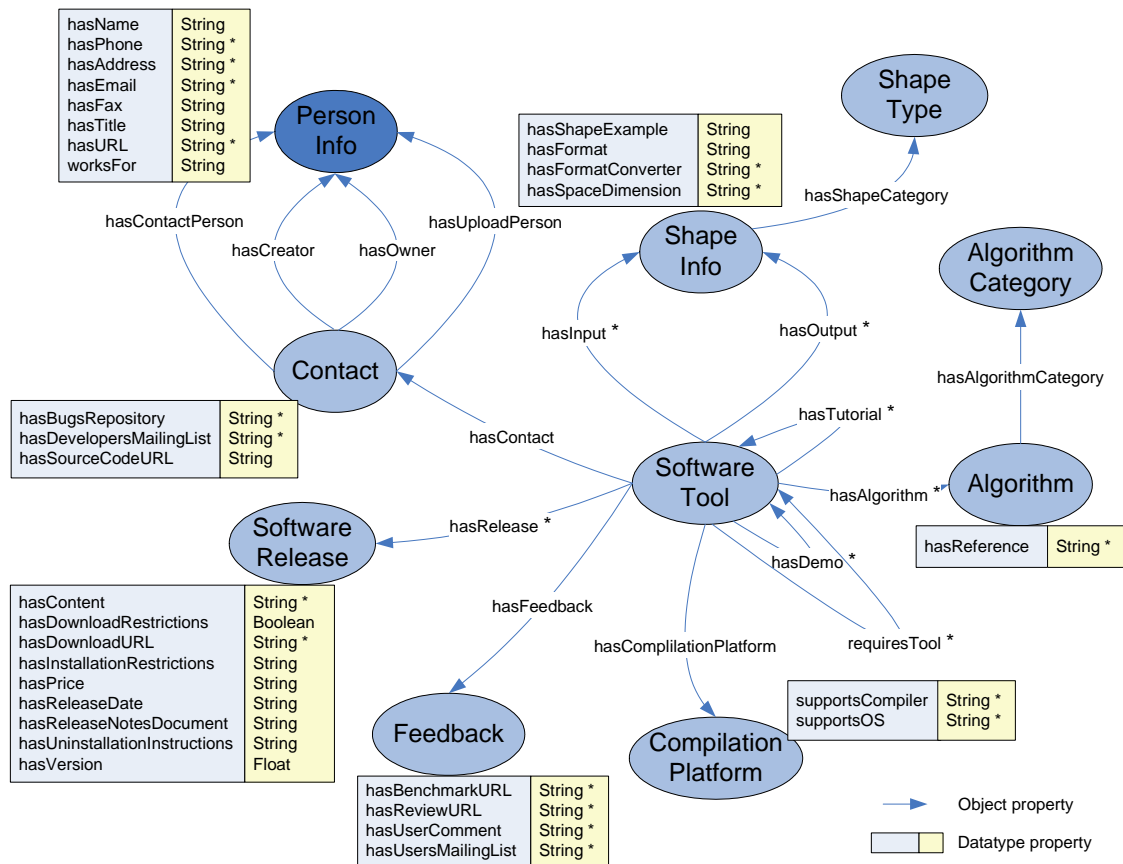 hasName String
hasPhone String *
hasAddress String *
hasEmail String *
hasFax String
hasTitle String
hasURL String *
worksFor String
Person
Info
Shape
Type
hasShapeExample String
hasFormat String
hasFormatConverter String *
hasSpaceDimension String *
hasShapeCategory
hasContactPerson
hasUploadPerson
hasCreator
hasOwner
Shape
Info
Algorithm
Category
hasInput *
hasOutput *
Contact
hasAlgorithmCategory
hasBugsRepository String *
hasDevelopersMailingList String *
hasSourceCodeURL String
hasContact
hasTutorial *
Software
Tool
hasAlgorithm *
Algorithm
hasReference String *
Software
Release
hasRelease *
hasDemo *
hasContent String *
hasDownloadRestrictions Boolean
hasDownloadURL String *
hasInstallationRestrictions String
hasPrice String
hasReleaseDate String
hasReleaseNotesDocument String
hasUninstallationInstructions String
hasVersion Float
hasFeedback
hasComplilationPlatform
requiresTool *
supportsCompiler String *
supportsOS String *
Feedback
Compilation
Platform
hasBenchmarkURL String *
hasReviewURL String *
hasUserComment String *
hasUsersMailingList String *
Object property
Datatype property